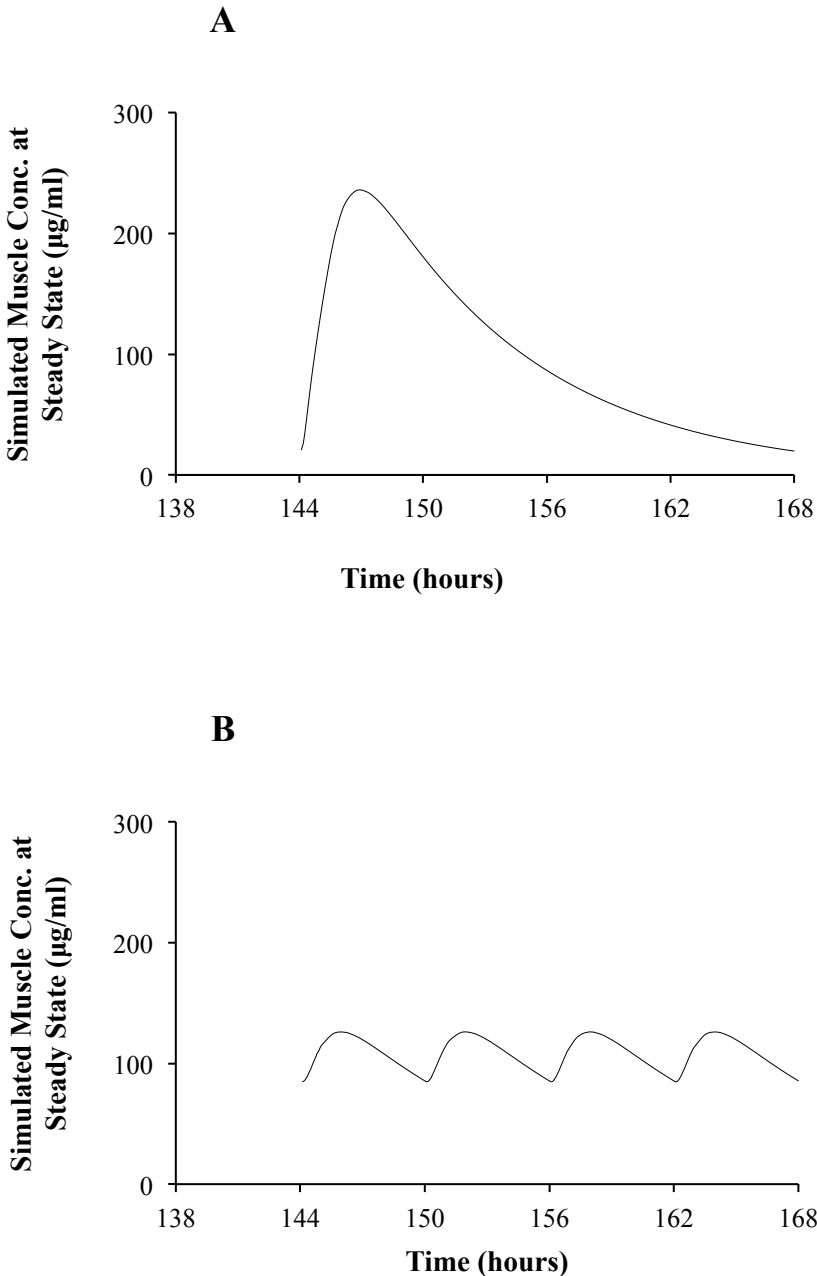 A
Simulated Muscle Conc. at
Steady State (µg/ml)
300
200
100
0
138 144 150 156 162 168
Time (hours)
B
Simulated Muscle Conc. at
Steady State (µg/ml)
300
200
100
0
138 144 150 156 162 168
Time (hours)